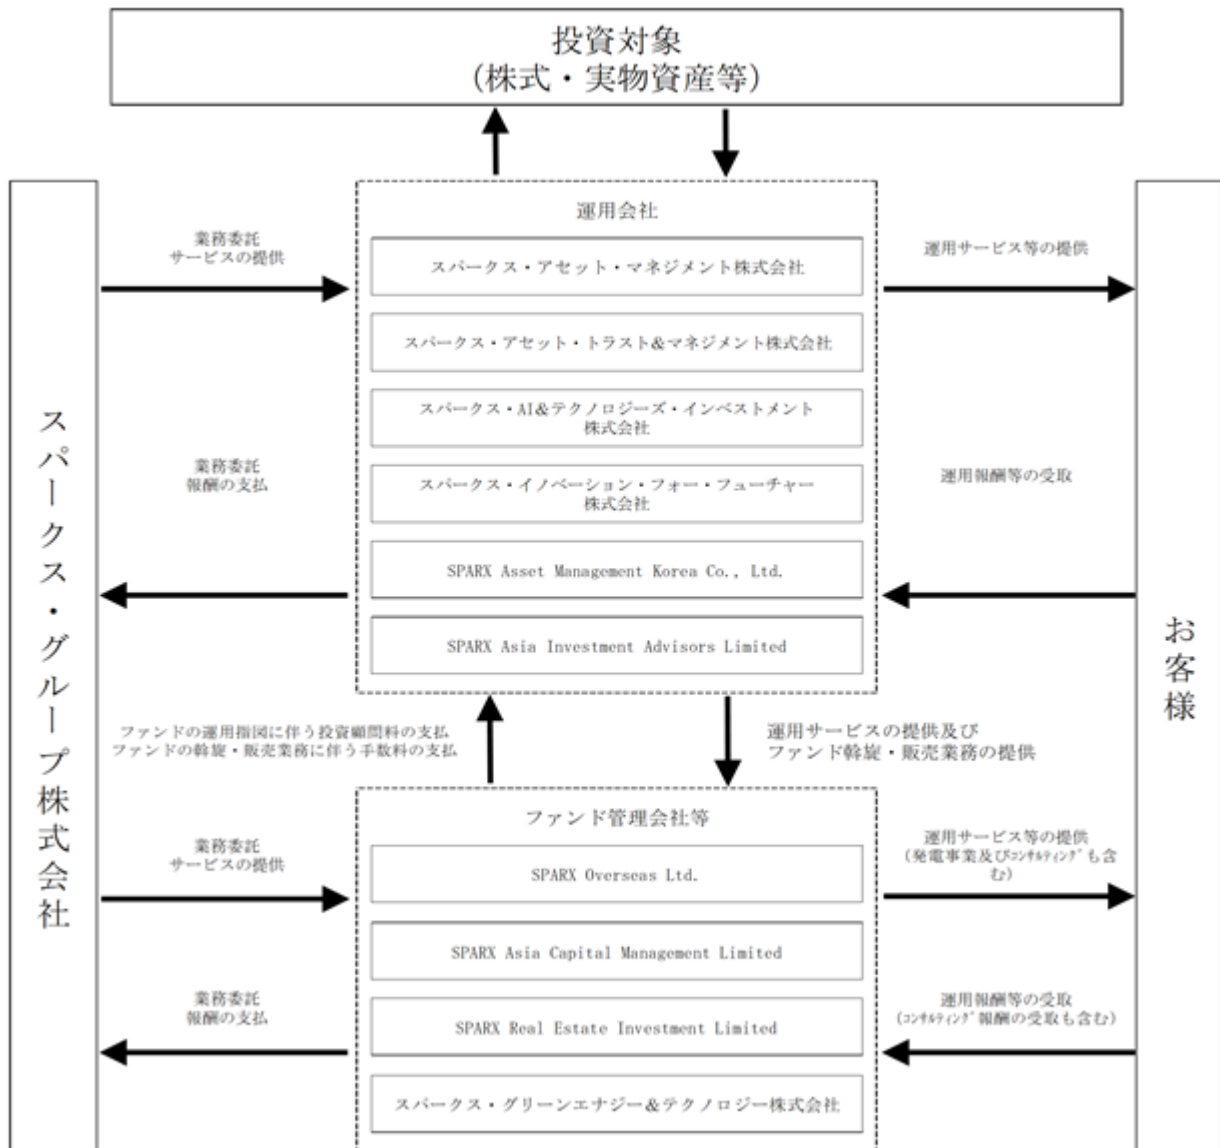 投資対象
(株式・実物資産等)
運用会社
業務委託
サービスの提供
スパークス・アセット・マネジメント株式会社
運用サービス等の提供
スパークス・アセット・トラスト&マネジメント株式会社
スパークス・AI&テクノロジーズ・インベストメント
株式会社
業務委託
報酬の支払
スパークス・イノベーション・フォー・フューチャー
株式会社
運用報酬等の受取
SPARX Asset Management Korea Co., Ltd.
SPARX Asia Investment Advisors Limited
スパークス・グループ株式会社
お客様
ファンドの運用指図に伴う投資顧問料の支払
ファンドの斡旋・販売業務に伴う手数料の支払
運用サービスの提供及び
ファンド斡旋・販売業務の提供
ファンド管理会社等
業務委託
サービスの提供
SPARX Overseas Ltd.
運用サービス等の提供
(発電事業及びコンサルティングも含
む)
SPARX Asia Capital Management Limited
業務委託
報酬の支払
SPARX Real Estate Investment Limited
運用報酬等の受取
(コンサルティング報酬の受取も含む)
スパークス・グリーンエナジー&テクノロジー株式会社